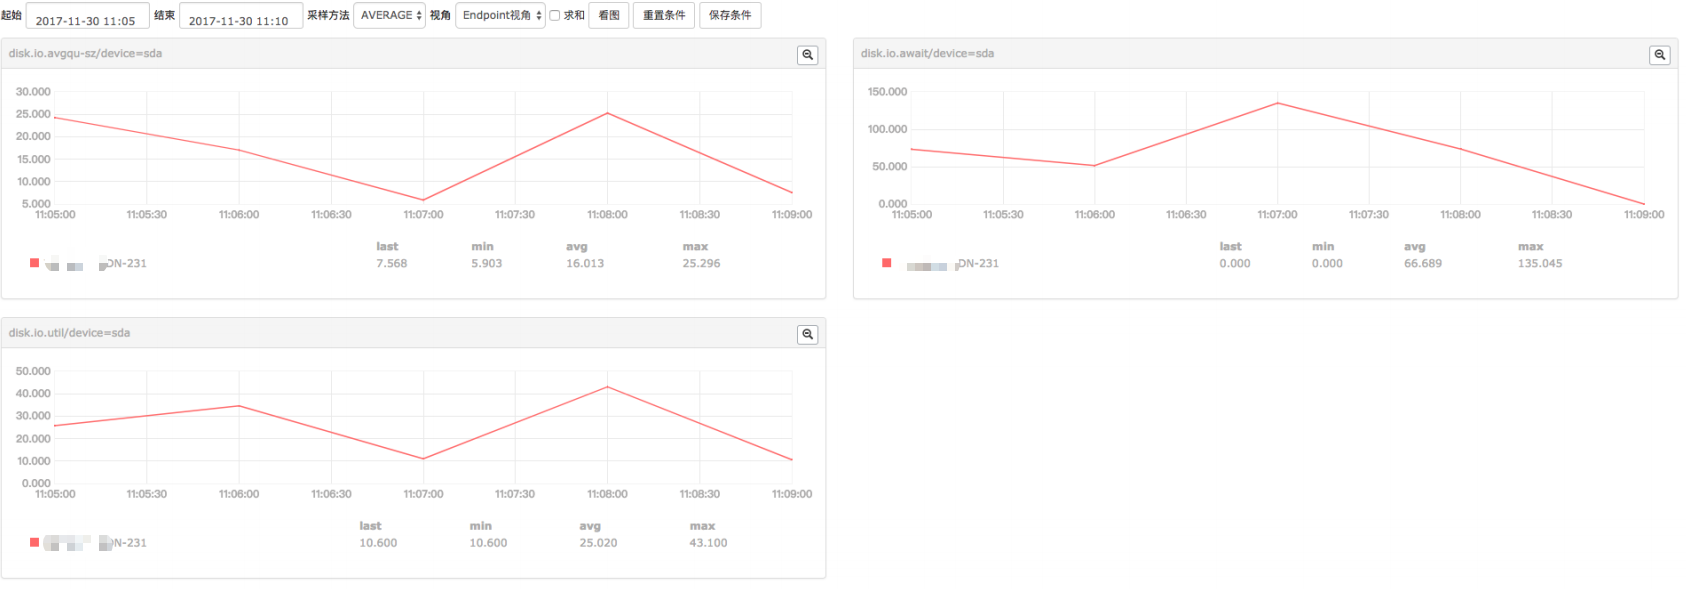 起始 2017-11-30 11:05 结束 2017-11-30 11:10 采样方法 AVERAGE 视角 Endpoint视角 求和 看图 重置条件 保存条件
disk.io.avgqu-sz/device=sda
30.000
25.000
20.000
15.000
10.000
5.000
11:05:00 11:05:30 11:06:00 11:06:30 11:07:00 11:07:30 11:08:00 11:08:30 11:09:00
last min avg max
DN-231 7.568 5.903 16.013 25.296
disk.io.await/device=sda
150.000
100.000
50.000
0.000
11:05:00 11:05:30 11:06:00 11:06:30 11:07:00 11:07:30 11:08:00 11:08:30 11:09:00
last min avg max
DN-231 0.000 0.000 66.689 135.045
disk.io.util/device=sda
50.000
40.000
30.000
20.000
10.000
0.000
11:05:00 11:05:30 11:06:00 11:06:30 11:07:00 11:07:30 11:08:00 11:08:30 11:09:00
last min avg max
DN-231 10.600 10.600 25.020 43.100